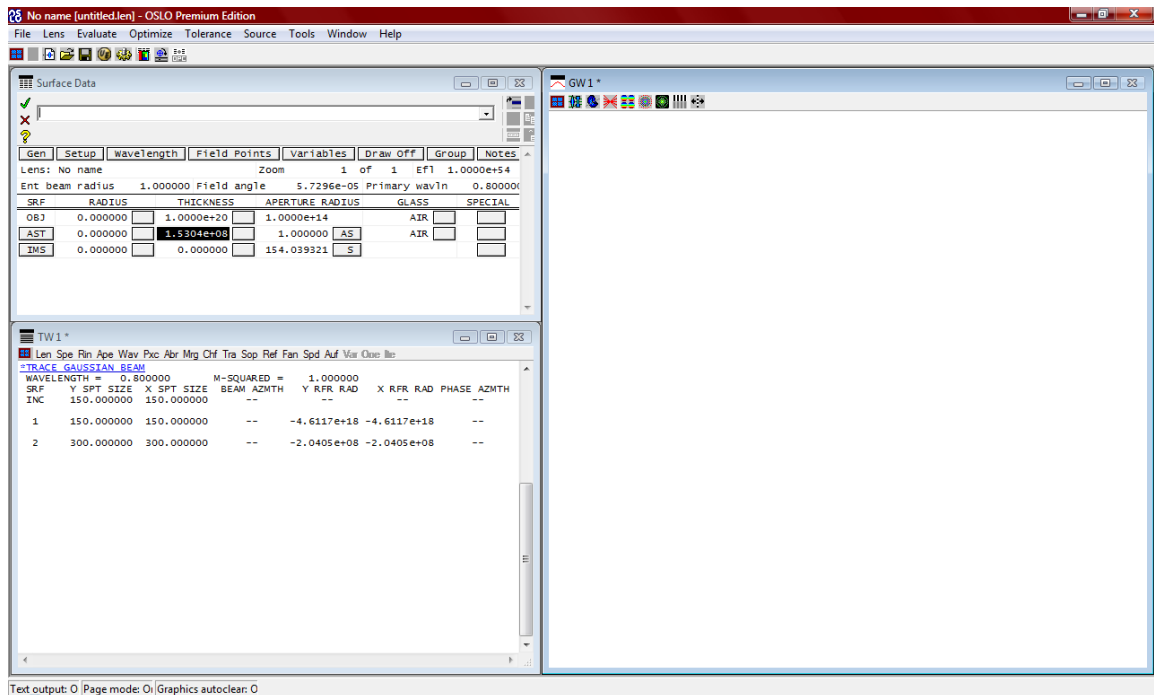 No name [untitled.len] - OSLO Premium Edition
File Lens Evaluate Optimize Tolerance Source Tools Window Help
Surface Data
Gen Setup Wavelength Field Points Variables Draw Off Group Notes
Lens: No name Zoom 1 of 1 Efl 1.0000e+54
Ent beam radius 1.000000 Field angle 5.7296e-05 Primary wavln 0.800000
SRF RADIUS THICKNESS APERTURE RADIUS GLASS SPECIAL
OBJ 0.000000 1.0000e+20 1.0000e+14 AIR
AST 0.000000 1.5304e+08 1.000000 AS AIR
IMS 0.000000 0.000000 154.039321 S
TW1 *
Len Spe Rin Ape Wav Pxc Abr Mrg Chf Tra Sop Ref Fan Spd Auf Var Ope
*TRACE GAUSSIAN BEAM
WAVELENGTH = 0.800000 M-SQUARED = 1.000000
SRF Y SPT SIZE X SPT SIZE BEAM AZMTH Y RFR RAD X RFR RAD PHASE AZMTH
INC 150.000000 150.000000 -- -- -- --
1 150.000000 150.000000 -- -4.6117e+18 -4.6117e+18 --
2 300.000000 300.000000 -- -2.0405e+08 -2.0405e+08 --
GW1 *
Text output: O Page mode: O Graphics autoclear: O